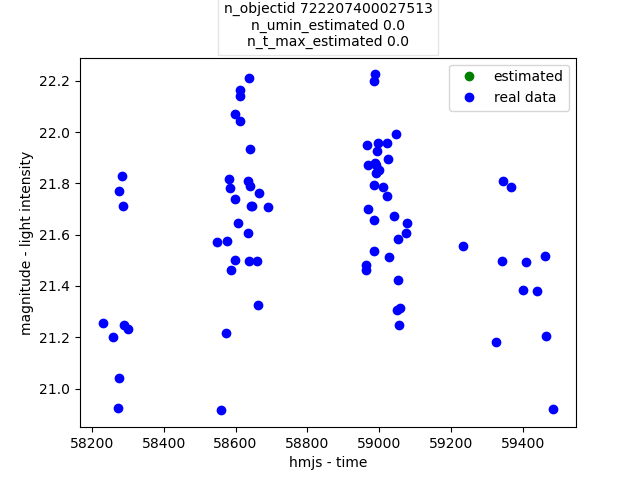 n_objectid 722207400027513
n_umin_estimated 0.0
n_t_max_estimated 0.0
estimated
real data
magnitude - light intensity
22.2
22.0
21.8
21.6
21.4
21.2
21.0
58200 58400 58600 58800 59000 59200 59400
hmjs - time